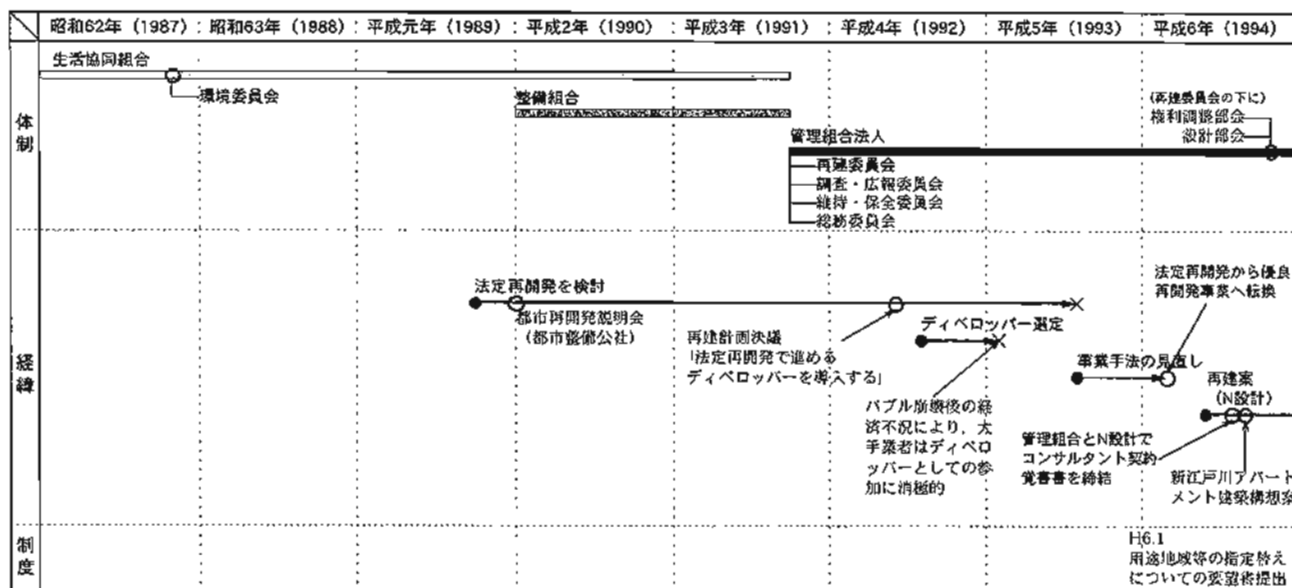 昭和62年（1987） 昭和63年（1988） 平成元年（1989） 平成2年（1990） 平成3年（1991） 平成4年（1992） 平成5年（1993） 平成6年（1994）
体制
生活協同組合
環境委員会
整備組合
管理組合法人
再建委員会
調査・広報委員会
維持・保全委員会
総務委員会
（再建委員会の下に）
権利調整部会
設計部会
経緯
法定再開発を検討
都市再開発説明会
（都市整備公社）
再建計画決議
「法定再開発で進める
ディベロッパーを導入する」
ディベロッパー選定
バブル崩壊後の経
済不況により，大
手業者はディベロ
ッパーとしての参
加に消極的
事業手法の見直し
法定再開発から優良
再開発事業へ転換
再建案
（N設計）
管理組合とN設計で
コンサルタント契約
覚書書を締結
新江戸川アパート
メント建築構想案
制度
H6.1
用途地域等の指定替え
についての要望書提出